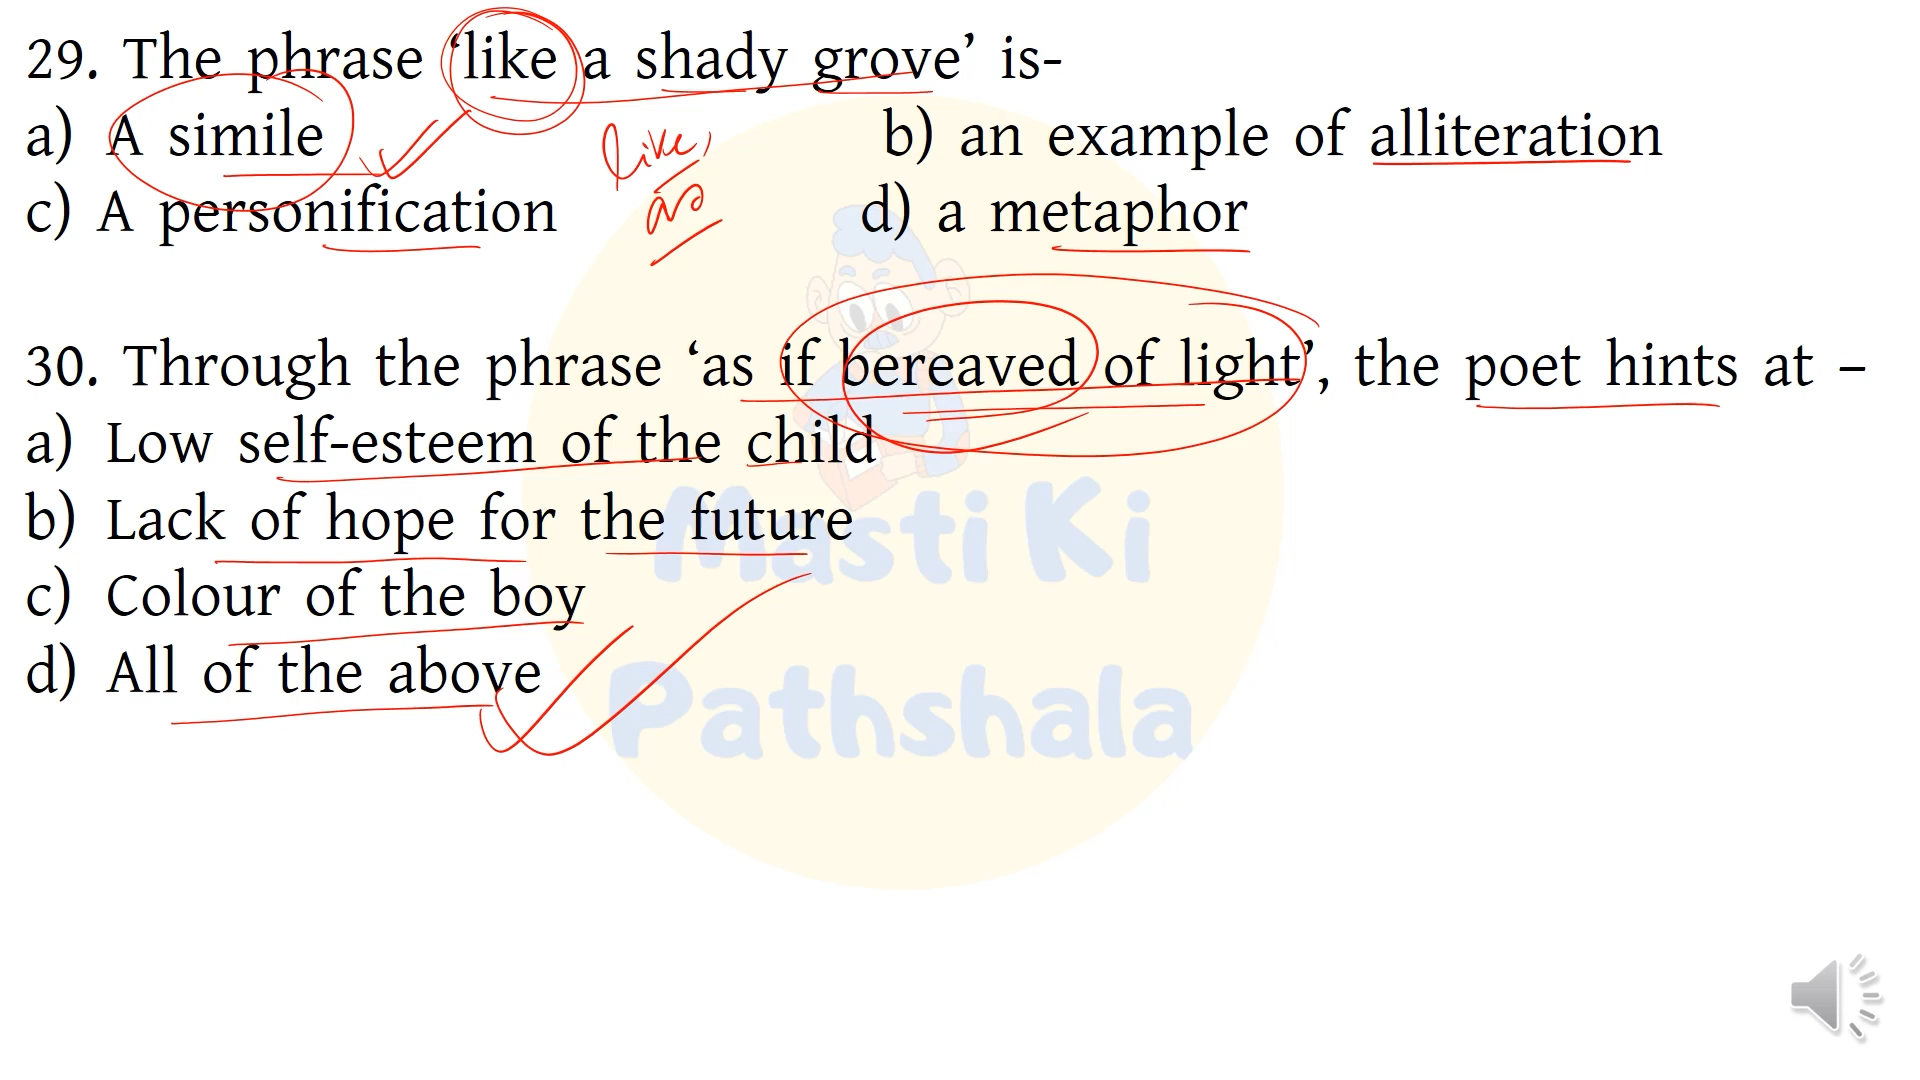 29. The phrase ‘like a shady grove’ is-
a) A simile b) an example of alliteration
like,
as
c) A personification d) a metaphor
30. Through the phrase ‘as if bereaved of light’, the poet hints at –
a) Low self-esteem of the child
b) Lack of hope for the future
c) Colour of the boy
d) All of the above
Masti Ki
Pathshala